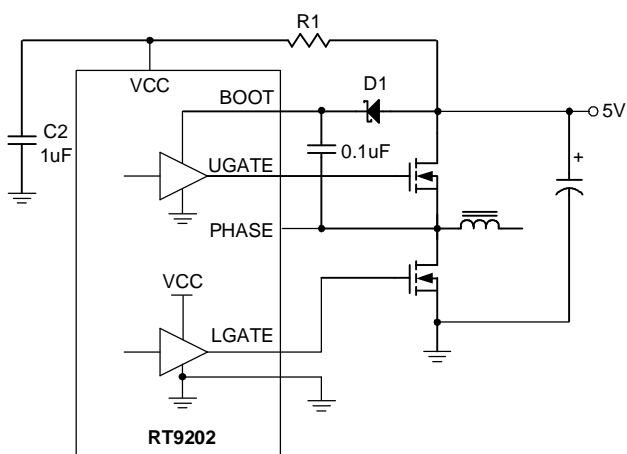 R1
VCC
D1
BOOT
5V
C2
1uF
0.1uF
+
UGATE
PHASE
VCC
LGATE
RT9202